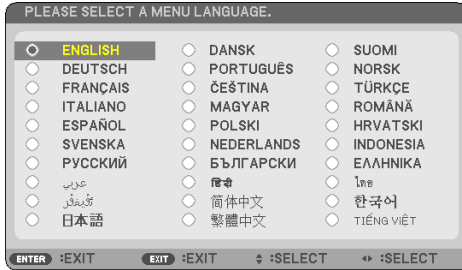 PLEASE SELECT A MENU LANGUAGE.
ENGLISH DANSK SUOMI
DEUTSCH PORTUGUÊS NORSK
FRANÇAIS ČEŠTINA TÜRKÇE
ITALIANO MAGYAR ROMÂNĂ
ESPAÑOL POLSKI HRVATSKI
SVENSKA NEDERLANDS INDONESIA
РУССКИЙ БЪЛГАРСКИ ΕΛΛΗΝΙΚΑ
عربي हिंदी ไทย
简体中文 한국어
日本語 繁體中文 TIẾNG VIỆT
ENTER :EXIT EXIT :EXIT :SELECT :SELECT